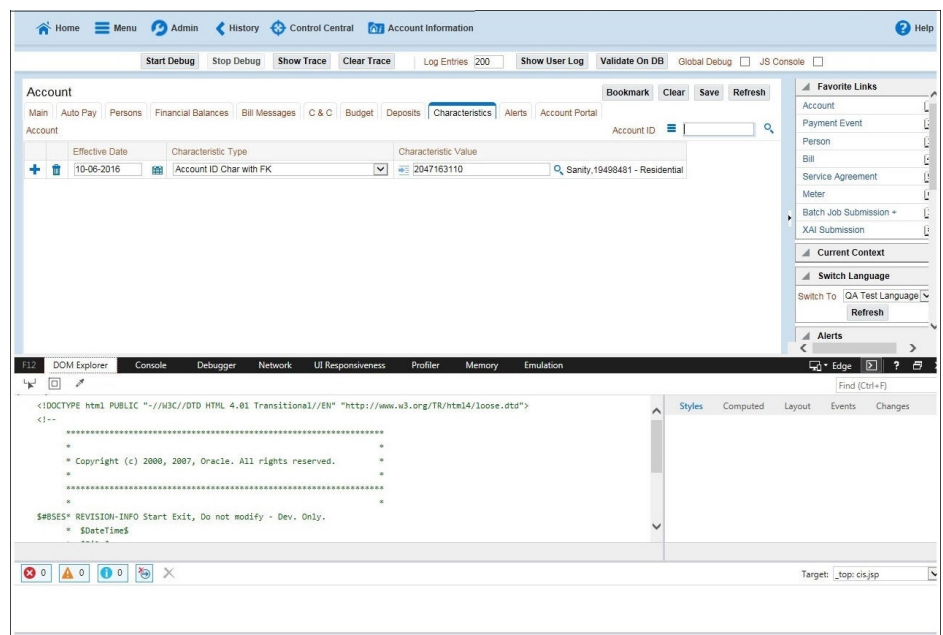 Home Menu Admin History Control Central Account Information Help
Start Debug Stop Debug Show Trace Clear Trace Log Entries 200 Show User Log Validate On DB Global Debug JS Console
Account Bookmark Clear Save Refresh
Main Auto Pay Persons Financial Balances Bill Messages C & C Budget Deposits Characteristics Alerts Account Portal
Account Account ID
Effective Date Characteristic Type Characteristic Value
10-06-2016 Account ID Char with FK 2047163110 Sanity,19498481 - Residential
Favorite Links
Account
Payment Event
Person
Bill
Service Agreement
Meter
Batch Job Submission +
XAI Submission
Current Context
Switch Language
Switch To QA Test Language
Refresh
Alerts
F12 DOM Explorer Console Debugger Network UI Responsiveness Profiler Memory Emulation Edge ?
Find (Ctrl+F)
<!DOCTYPE html PUBLIC "-//W3C//DTD HTML 4.01 Transitional//EN" "http://www.w3.org/TR/html4/loose.dtd">
<!--
*******************************************************************
* *
* Copyright (c) 2000, 2007, Oracle. All rights reserved. *
* *
*******************************************************************
* *
$#BSES* REVISION-INFO Start Exit, Do not modify - Dev. Only.
* $DateTime$
Styles Computed Layout Events Changes
0 0 0
Target: _top: cis.jsp